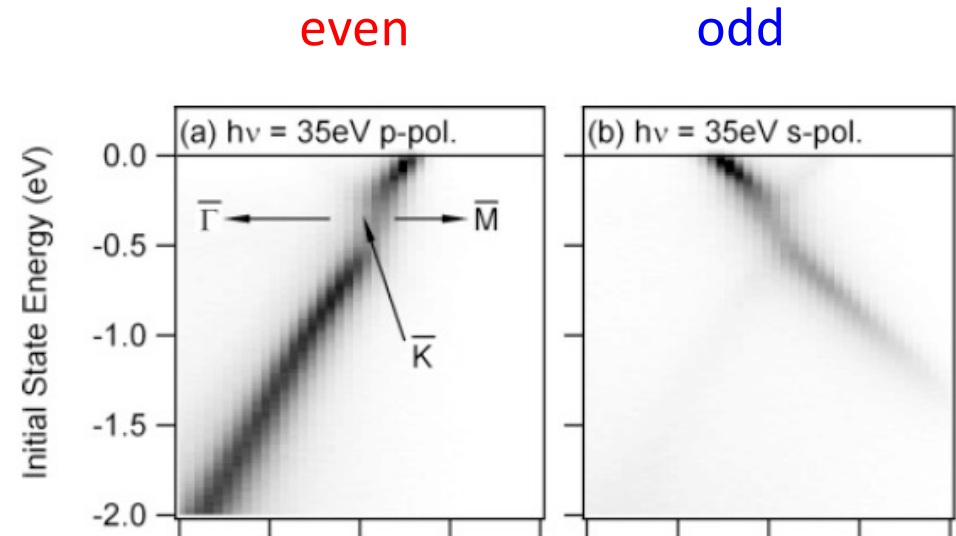 even
odd
(a) hν = 35eV p-pol.
(b) hν = 35eV s-pol.
Initial State Energy (eV)
0.0
-0.5
-1.0
-1.5
-2.0
Γ̅
M̅
K̅